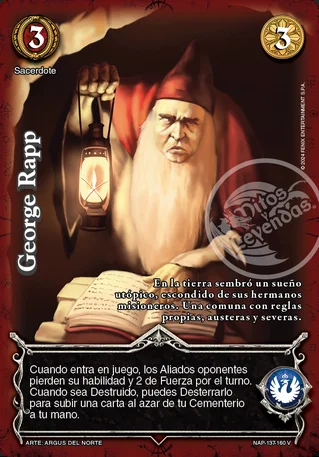 3
3
Sacerdote
George Rapp
© 2024 FENIX ENTERTAINMENT S.P.A.
Mitos y
Leyendas
En la tierra sembró un sueño
utópico, escondido de sus hermanos
misioneros. Una comuna con reglas
propias, austeras y severas.
Cuando entra en juego, los Aliados oponentes
pierden su habilidad y 2 de Fuerza por el turno.
Cuando sea Destruido, puedes Desterrarlo
para subir una carta al azar de tu Cementerio
a tu mano.
ARTE: ARGUS DEL NORTE
NAP-137-160 V